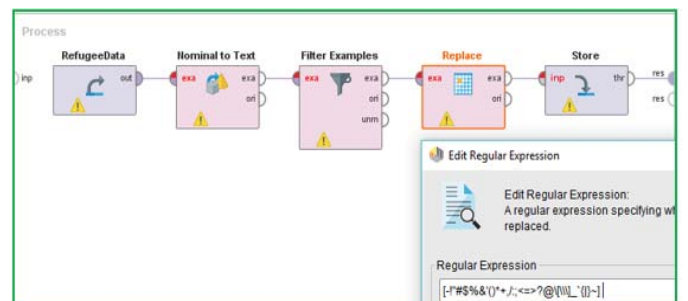 Process
RefugeeData
Nominal to Text
Filter Examples
Replace
Store
inp
out
exa
exa
ori
exa
exa
ori
unm
exa
exa
ori
inp
thr
res
res
Edit Regular Expression
Edit Regular Expression:
A regular expression specifying wh
replaced.
Regular Expression
[-!"#$%&'()*+,/:;<=>?@\[\\\]_`{|}~]